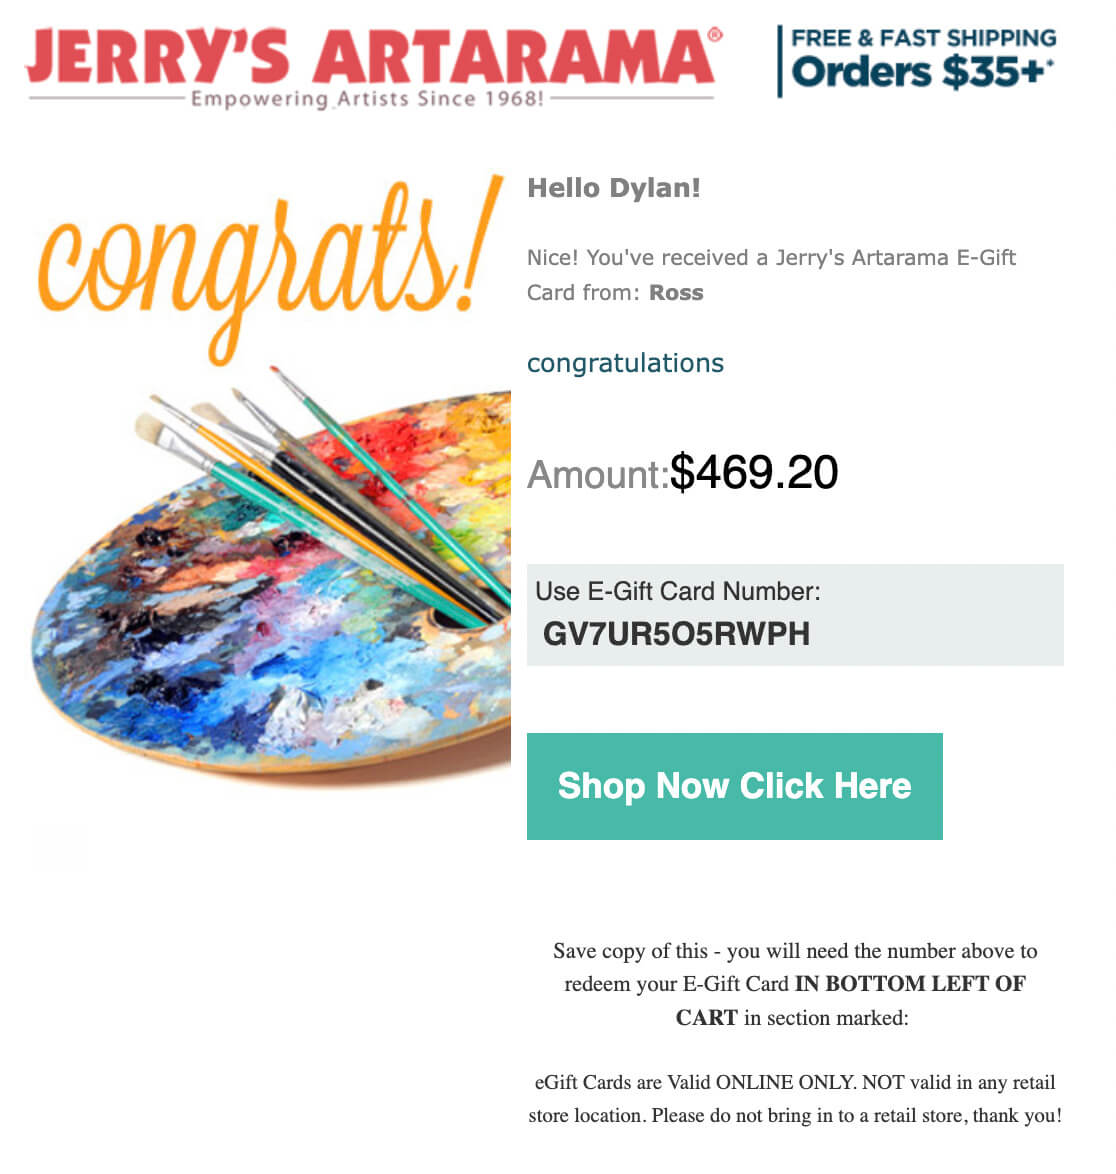 JERRY'S ARTARAMA®
Empowering Artists Since 1968!
FREE & FAST SHIPPING
Orders $35+*
congrats!
Hello Dylan!
Nice! You've received a Jerry's Artarama E-Gift
Card from: Ross
congratulations
Amount:$469.20
Use E-Gift Card Number:
GV7UR5O5RWPH
Shop Now Click Here
Save copy of this - you will need the number above to
redeem your E-Gift Card IN BOTTOM LEFT OF
CART in section marked:
eGift Cards are Valid ONLINE ONLY. NOT valid in any retail
store location. Please do not bring in to a retail store, thank you!